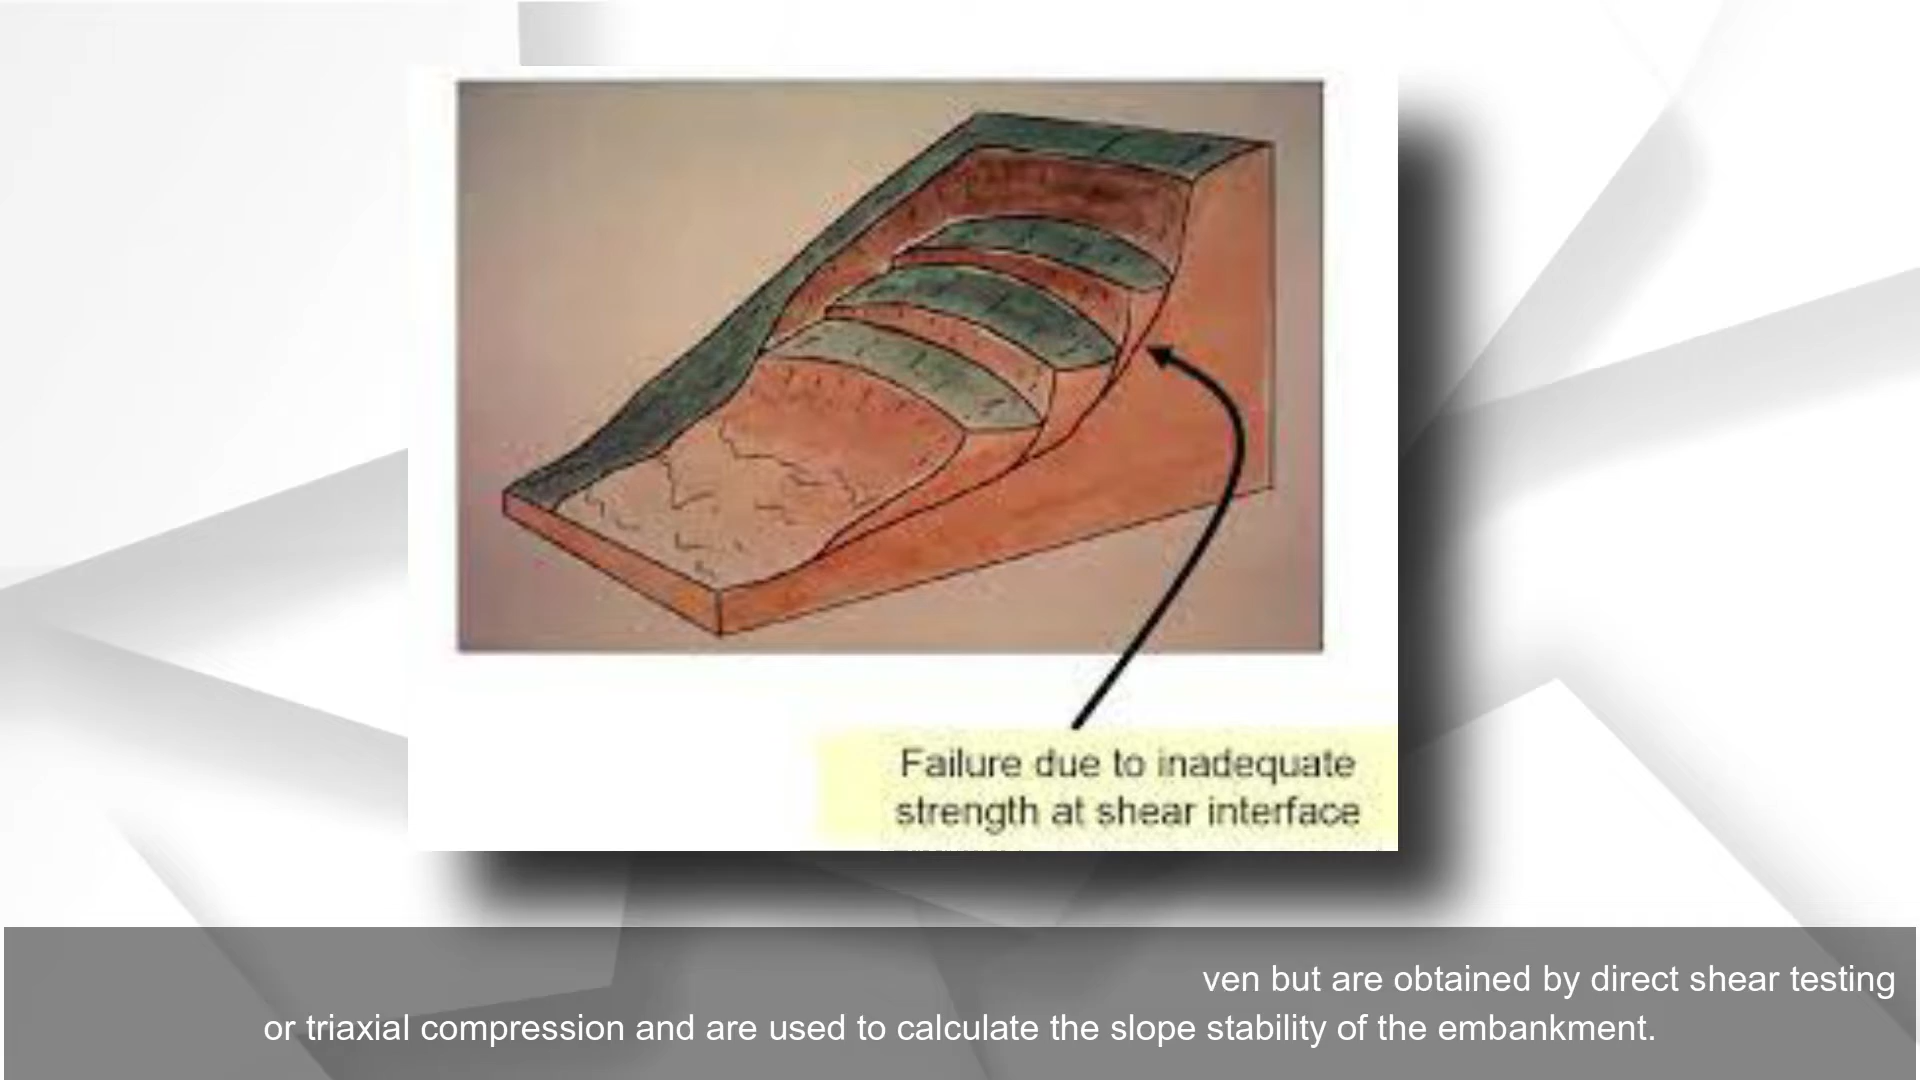 Failure due to inadequate
strength at shear interface
ven but are obtained by direct shear testing
or triaxial compression and are used to calculate the slope stability of the embankment.